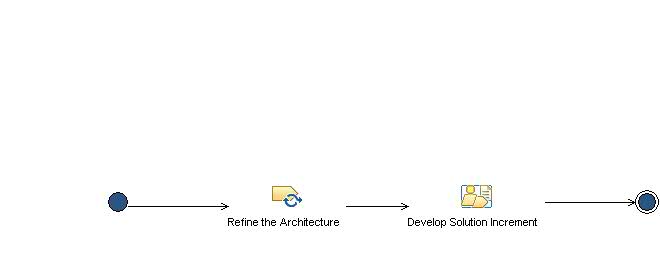 Refine the Architecture
Develop Solution Increment